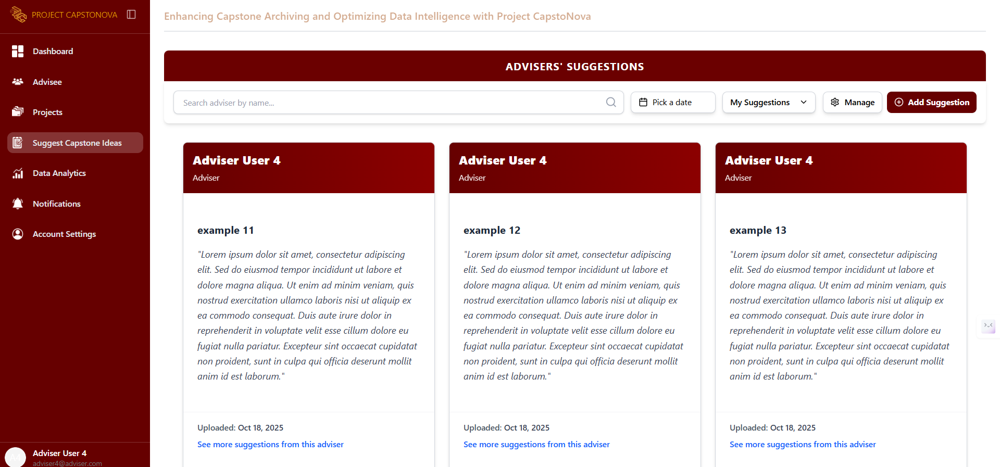 PROJECT CAPSTONOVA
Dashboard
Advisee
Projects
Suggest Capstone Ideas
Data Analytics
Notifications
Account Settings
A4
Adviser User 4
adviser4@adviser.com
Enhancing Capstone Archiving and Optimizing Data Intelligence with Project CapstoNova
ADVISERS' SUGGESTIONS
Search adviser by name...
Pick a date
My Suggestions
Manage
Add Suggestion
Adviser User 4
Adviser
example 11
"Lorem ipsum dolor sit amet, consectetur adipiscing
elit. Sed do eiusmod tempor incididunt ut labore et
dolore magna aliqua. Ut enim ad minim veniam, quis
nostrud exercitation ullamco laboris nisi ut aliquip ex
ea commodo consequat. Duis aute irure dolor in
reprehenderit in voluptate velit esse cillum dolore eu
fugiat nulla pariatur. Excepteur sint occaecat cupidatat
non proident, sunt in culpa qui officia deserunt mollit
anim id est laborum."
Uploaded: Oct 18, 2025
See more suggestions from this adviser
Adviser User 4
Adviser
example 12
"Lorem ipsum dolor sit amet, consectetur adipiscing
elit. Sed do eiusmod tempor incididunt ut labore et
dolore magna aliqua. Ut enim ad minim veniam, quis
nostrud exercitation ullamco laboris nisi ut aliquip ex
ea commodo consequat. Duis aute irure dolor in
reprehenderit in voluptate velit esse cillum dolore eu
fugiat nulla pariatur. Excepteur sint occaecat cupidatat
non proident, sunt in culpa qui officia deserunt mollit
anim id est laborum."
Uploaded: Oct 18, 2025
See more suggestions from this adviser
Adviser User 4
Adviser
example 13
"Lorem ipsum dolor sit amet, consectetur adipiscing
elit. Sed do eiusmod tempor incididunt ut labore et
dolore magna aliqua. Ut enim ad minim veniam, quis
nostrud exercitation ullamco laboris nisi ut aliquip ex
ea commodo consequat. Duis aute irure dolor in
reprehenderit in voluptate velit esse cillum dolore eu
fugiat nulla pariatur. Excepteur sint occaecat cupidatat
non proident, sunt in culpa qui officia deserunt mollit
anim id est laborum."
Uploaded: Oct 18, 2025
See more suggestions from this adviser